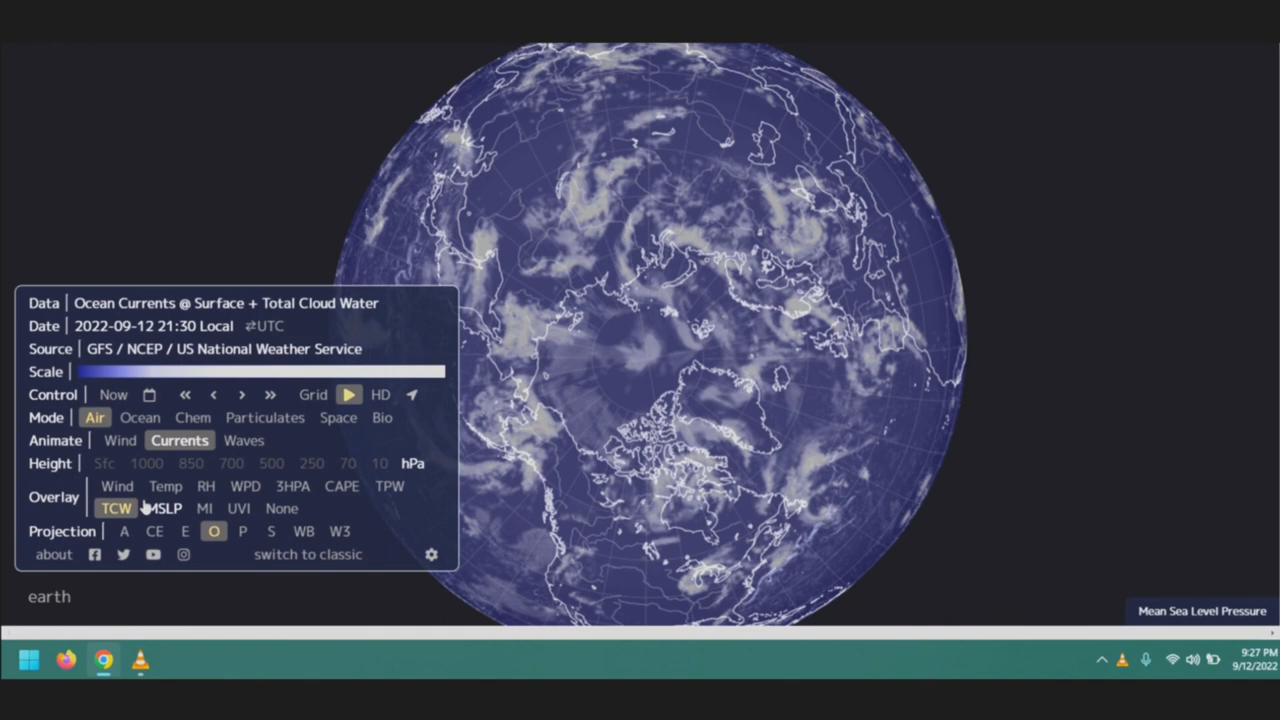 Data | Ocean Currents @ Surface + Total Cloud Water
Date | 2022-09-12 21:30 Local ⇄UTC
Source | GFS / NCEP / US National Weather Service
Scale |
Control | Now « ‹ › » Grid HD
Mode | Air Ocean Chem Particulates Space Bio
Animate | Wind Currents Waves
Height | Sfc 1000 850 700 500 250 70 10 hPa
Overlay | Wind Temp RH WPD 3HPA CAPE TPW
TCW MSLP MI UVI None
Projection | A CE E O P S WB W3
about switch to classic
earth
Mean Sea Level Pressure
9:27 PM
9/12/2022